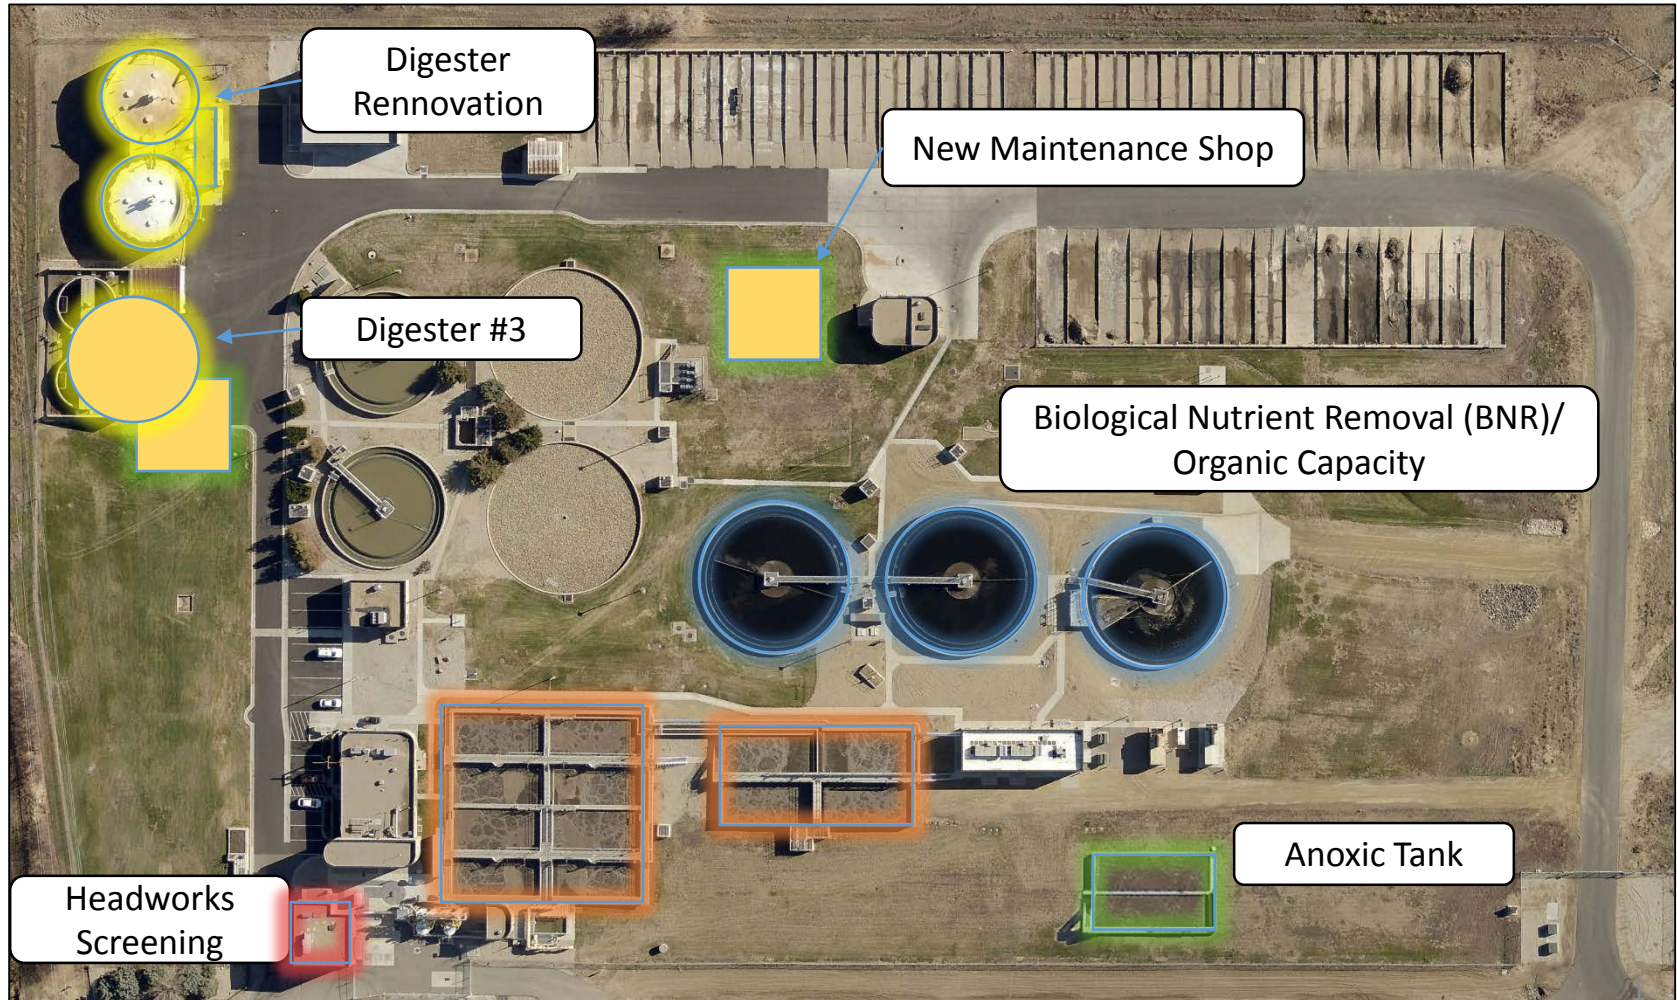 Digester
Rennovation
New Maintenance Shop
Digester #3
Biological Nutrient Removal (BNR)/
Organic Capacity
Anoxic Tank
Headworks
Screening